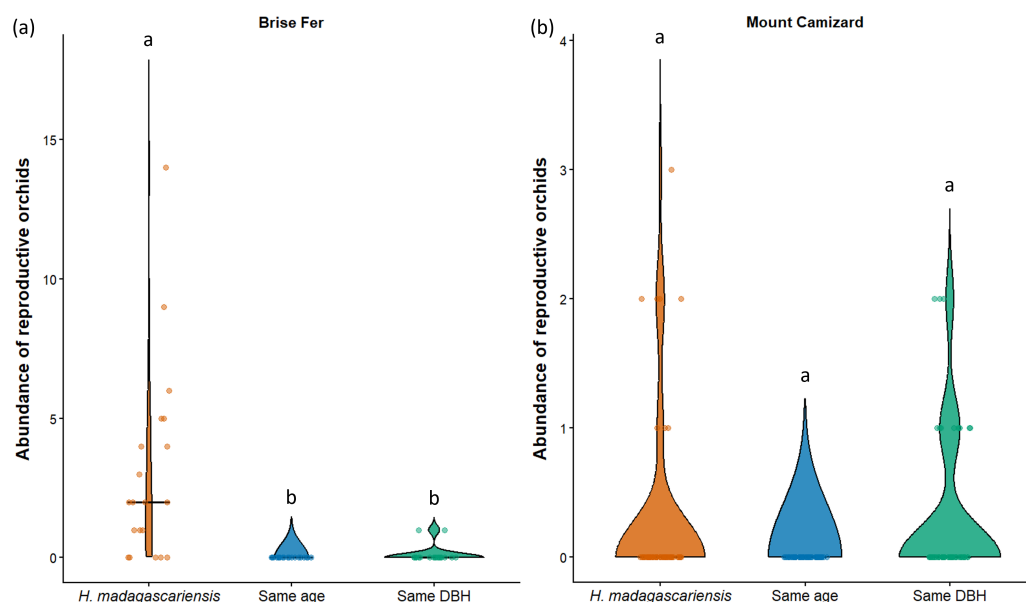 (a)
Brise Fer
a
b
b
Abundance of reproductive orchids
15
10
5
0
H. madagascariensis
Same age
Same DBH
(b)
Mount Camizard
a
a
a
Abundance of reproductive orchids
4
3
2
1
0
H. madagascariensis
Same age
Same DBH